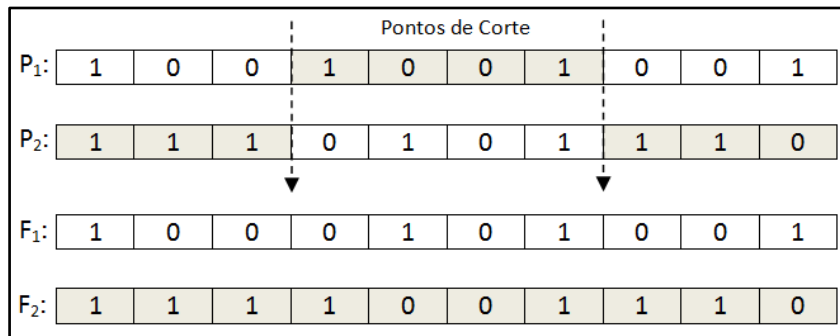 Pontos de Corte
P₁: 1 0 0 1 0 0 1 0 0 1
P₂: 1 1 1 0 1 0 1 1 1 0
F₁: 1 0 0 0 1 0 1 0 0 1
F₂: 1 1 1 1 0 0 1 1 1 0